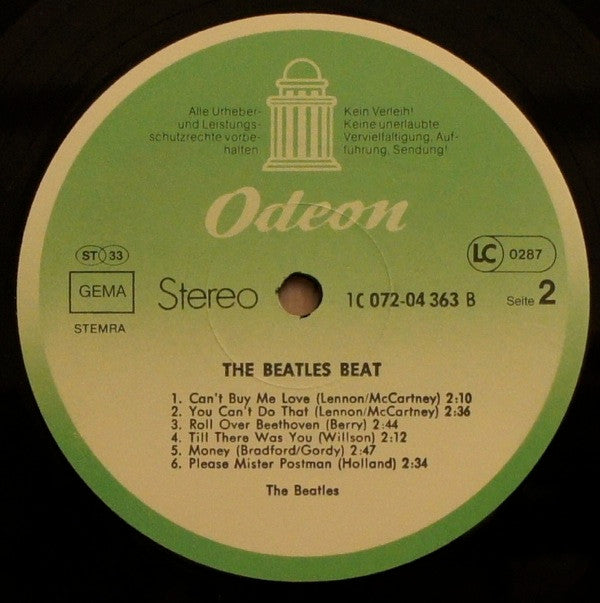 Alle Urheber-
und Leistungs-
schutzrechte vorbe-
halten
Kein Verleih!
Keine unerlaubte
Vervielfältigung, Auf-
führung, Sendung!
Odeon
ST 33
GEMA
STEMRA
Stereo
1C 072-04 363 B
LC 0287
Seite 2
THE BEATLES BEAT
1. Can't Buy Me Love (Lennon/McCartney) 2:10
2. You Can't Do That (Lennon/McCartney) 2:36
3. Roll Over Beethoven (Berry) 2:44
4. Till There Was You (Willson) 2:12
5. Money (Bradford/Gordy) 2:47
6. Please Mister Postman (Holland) 2:34
The Beatles